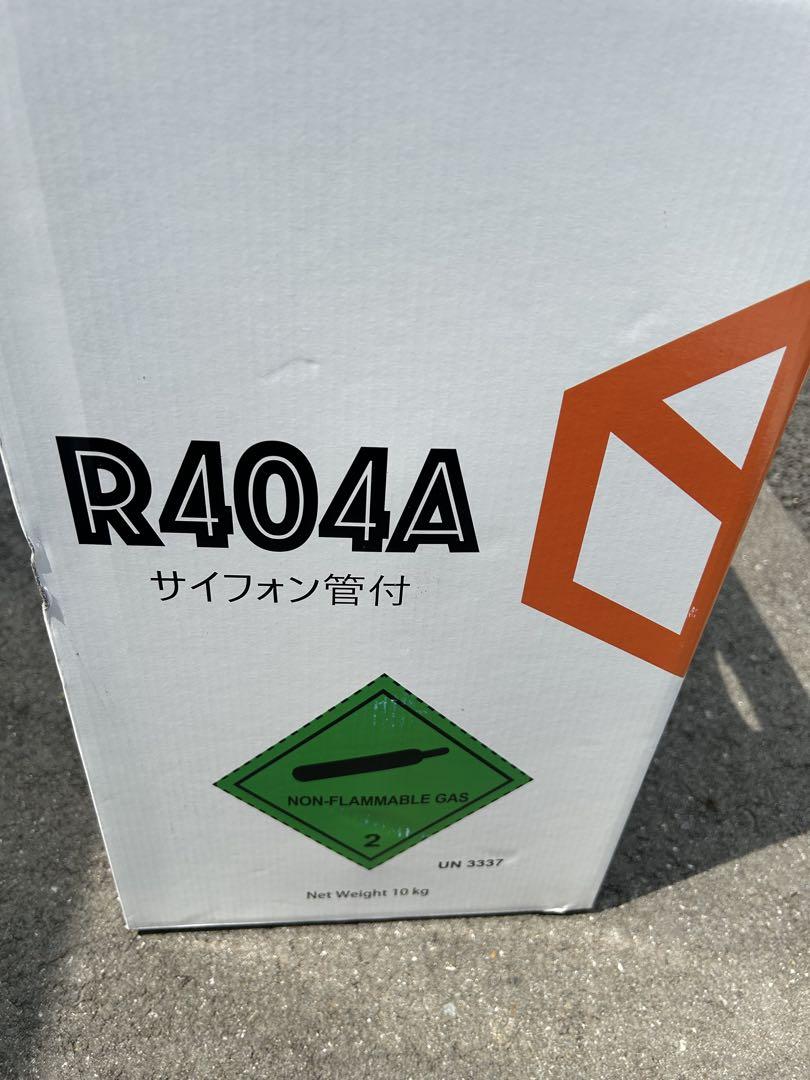 R404A
サイフォン管付
NON-FLAMMABLE GAS
2
UN 3337
Net Weight 10 kg